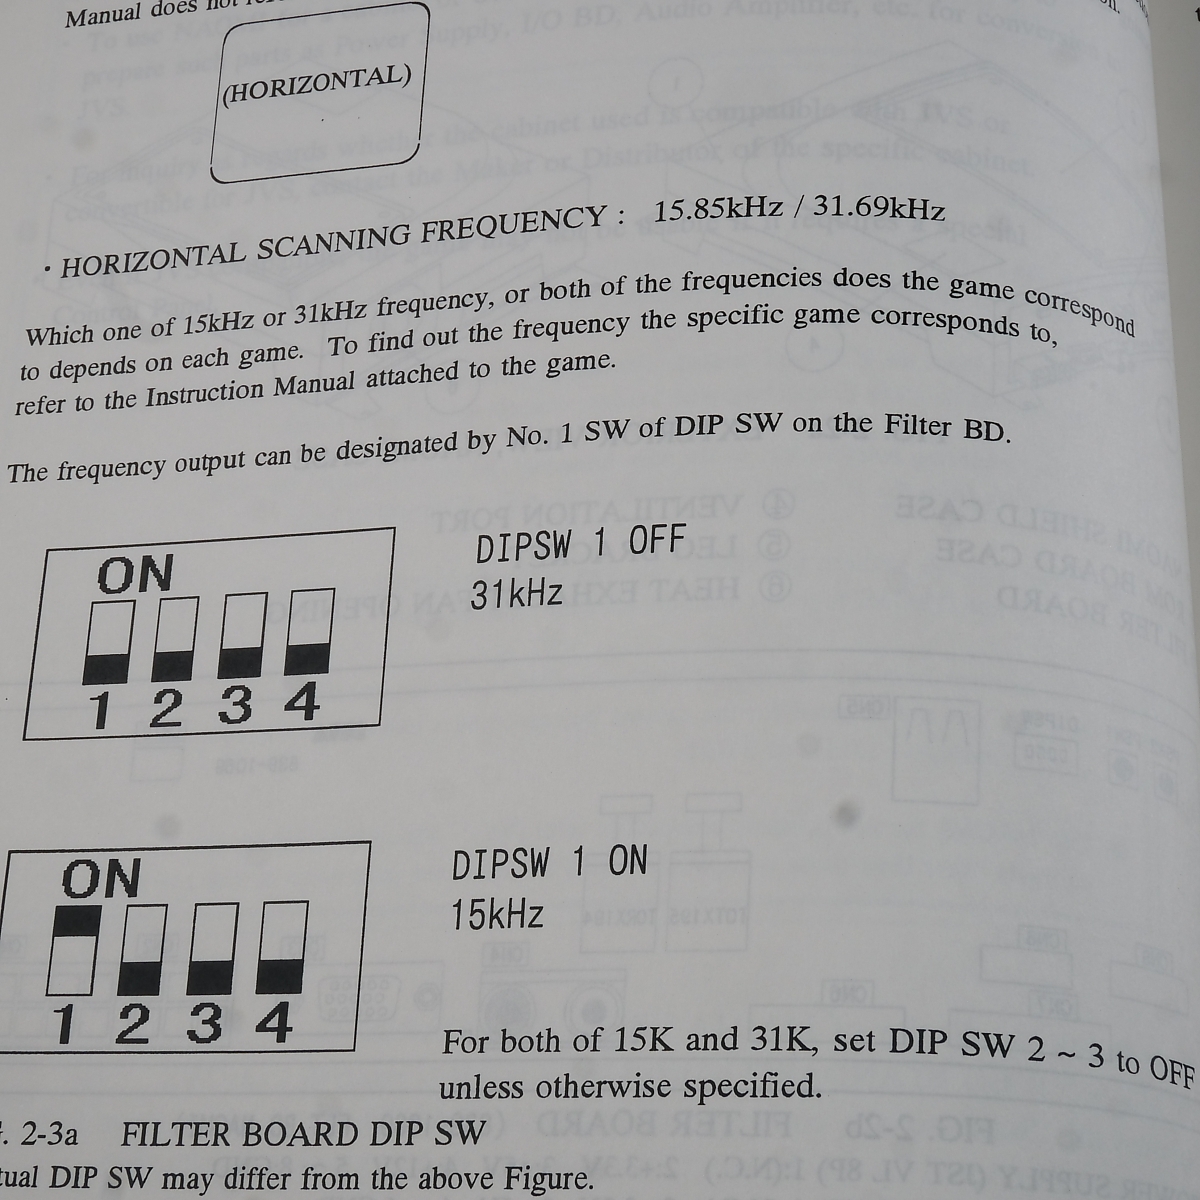 Manual does not
(HORIZONTAL)
· HORIZONTAL SCANNING FREQUENCY : 15.85kHz / 31.69kHz
Which one of 15kHz or 31kHz frequency, or both of the frequencies does the game correspond
to depends on each game. To find out the frequency the specific game corresponds to,
refer to the Instruction Manual attached to the game.
The frequency output can be designated by No. 1 SW of DIP SW on the Filter BD.
ON
1 2 3 4
DIPSW 1 OFF
31kHz
ON
1 2 3 4
DIPSW 1 ON
15kHz
For both of 15K and 31K, set DIP SW 2 ~ 3 to OFF
unless otherwise specified.
. 2-3a FILTER BOARD DIP SW
tual DIP SW may differ from the above Figure.